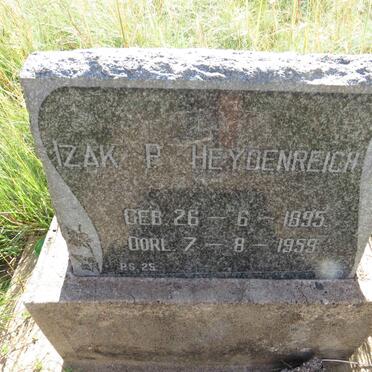 IZAK P. HEYDENREICH
GEB. 26 - 6 - 1895.
OORL. 7 - 8 - 1959.
PS. 25.